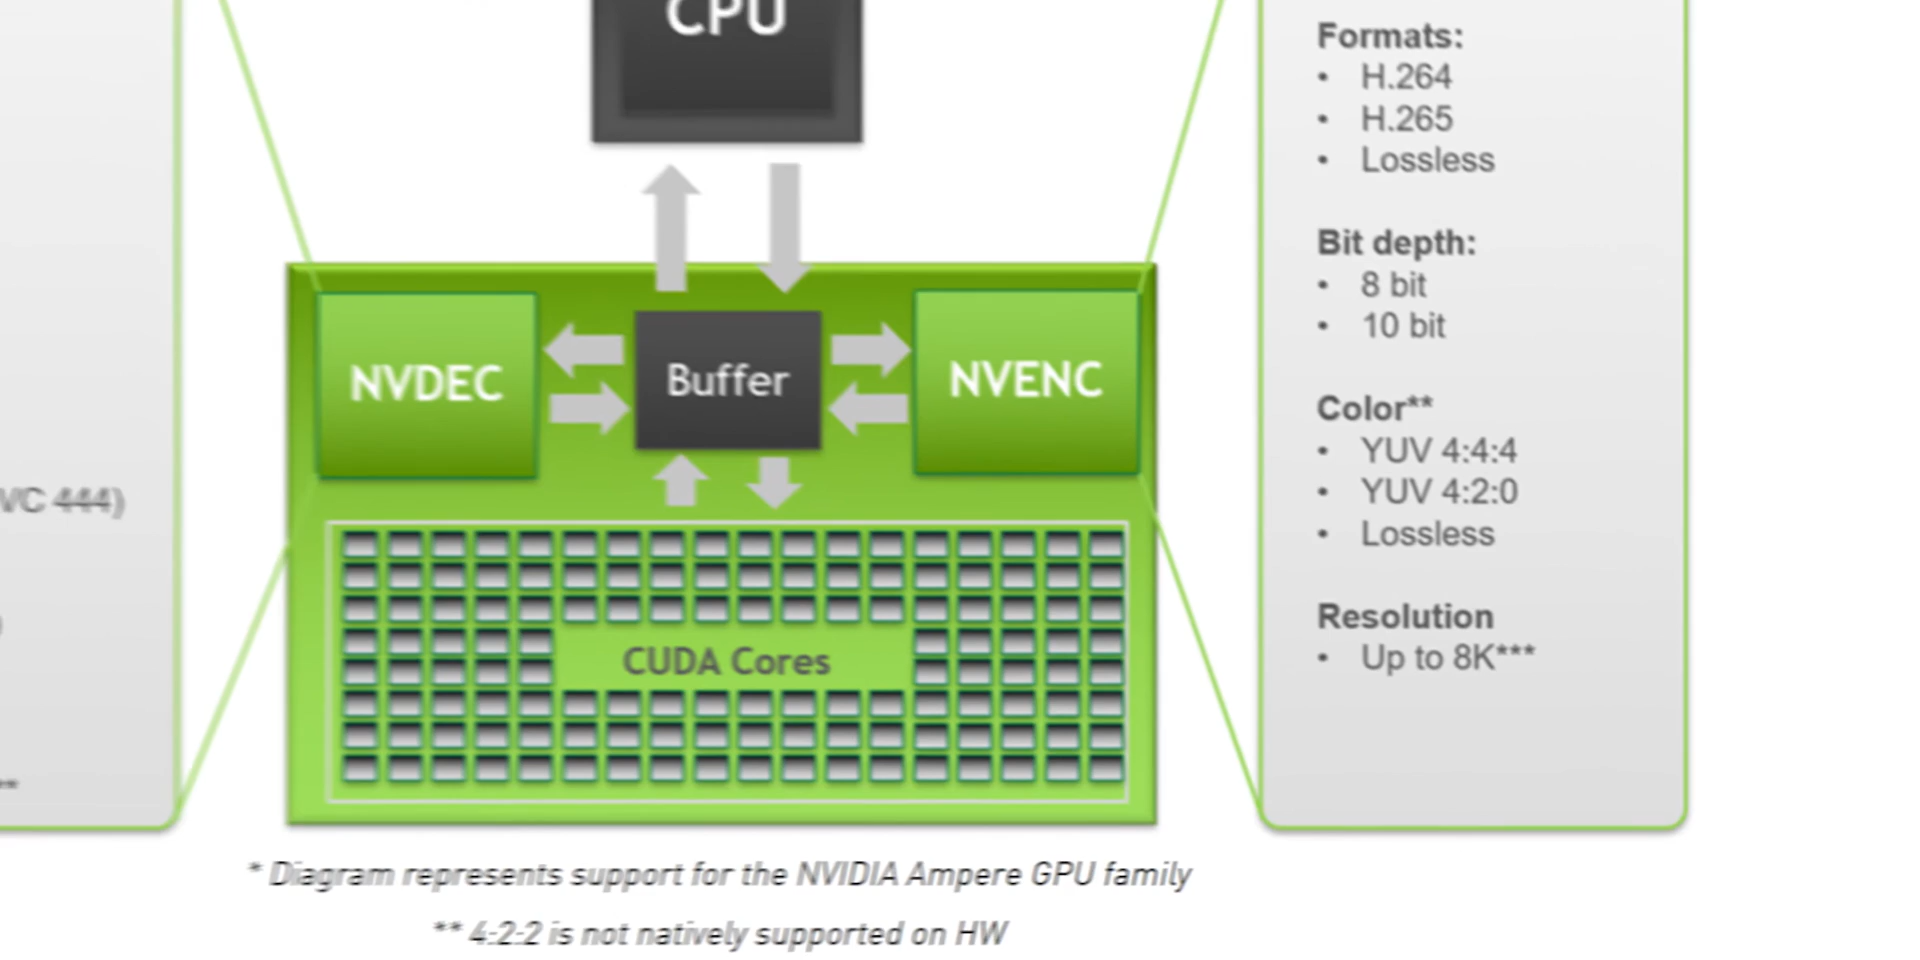 CPU
Formats:
• H.264
• H.265
• Lossless
Bit depth:
• 8 bit
• 10 bit
Color**
• YUV 4:4:4
• YUV 4:2:0
• Lossless
Resolution
• Up to 8K***
NVDEC
Buffer
NVENC
CUDA Cores
VC 444)
**
* Diagram represents support for the NVIDIA Ampere GPU family
** 4-2-2 is not natively supported on HW